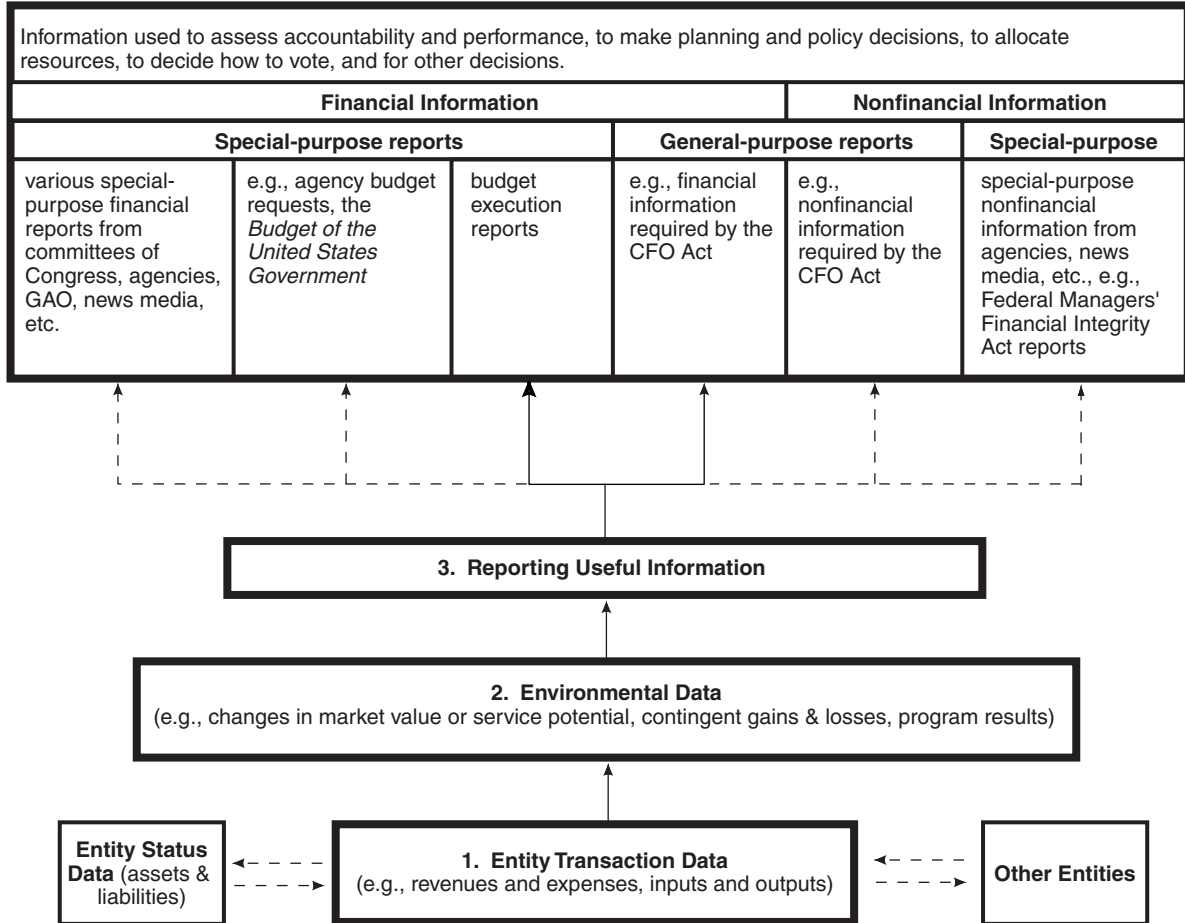 Information used to assess accountability and performance, to make planning and policy decisions, to allocate
resources, to decide how to vote, and for other decisions.
Financial Information
Nonfinancial Information
Special-purpose reports
General-purpose reports
Special-purpose
various special-
purpose financial
reports from
committees of
Congress, agencies,
GAO, news media,
etc.
e.g., agency budget
requests, the
Budget of the
United States
Government
budget
execution
reports
e.g., financial
information
required by the
CFO Act
e.g.,
nonfinancial
information
required by the
CFO Act
special-purpose
nonfinancial
information from
agencies, news
media, etc., e.g.,
Federal Managers'
Financial Integrity
Act reports
3. Reporting Useful Information
2. Environmental Data
(e.g., changes in market value or service potential, contingent gains & losses, program results)
Entity Status
Data (assets &
liabilities)
1. Entity Transaction Data
(e.g., revenues and expenses, inputs and outputs)
Other Entities